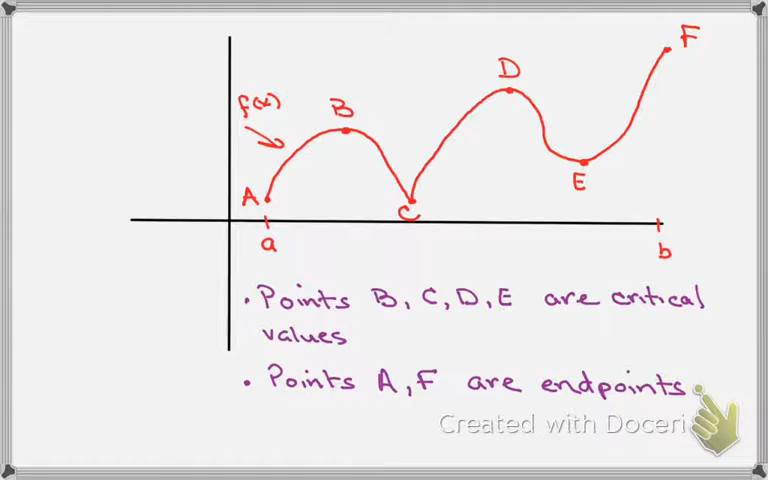 F
D
f(x)
B
A
E
C
a
b
• Points B, C, D, E are critical
values
• Points A, F are endpoints
Created with Doceri